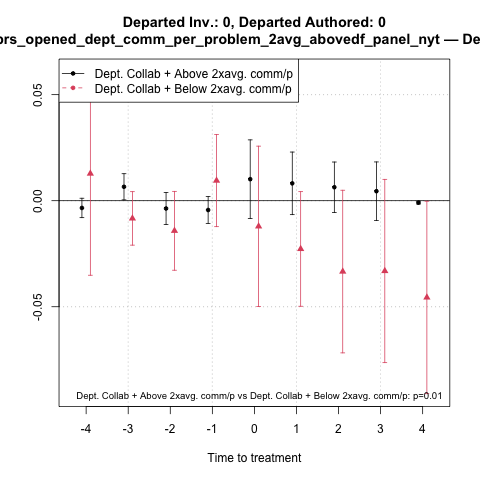 Departed Inv.: 0, Departed Authored: 0
prs_opened_dept_comm_per_problem_2avg_abovedf_panel_nyt — De
Dept. Collab + Above 2xavg. comm/p
Dept. Collab + Below 2xavg. comm/p
0.05
0.00
-0.05
Dept. Collab + Above 2xavg. comm/p vs Dept. Collab + Below 2xavg. comm/p: p=0.01
-4 -3 -2 -1 0 1 2 3 4
Time to treatment